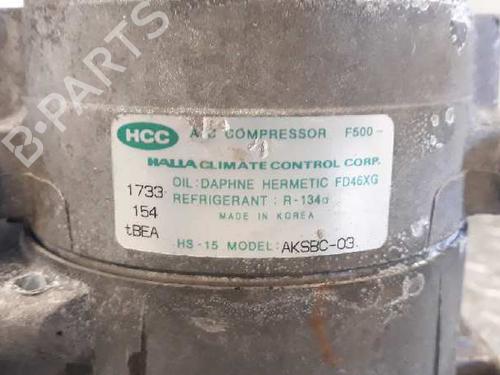 B-PARTS
HCC A/C COMPRESSOR F500-
HALLA CLIMATE CONTROL CORP.
1733 OIL:DAPHNE HERMETIC FD46XG
154 REFRIGERANT : R-134a
MADE IN KOREA
tBEA
HS-15 MODEL: AKSBC-03